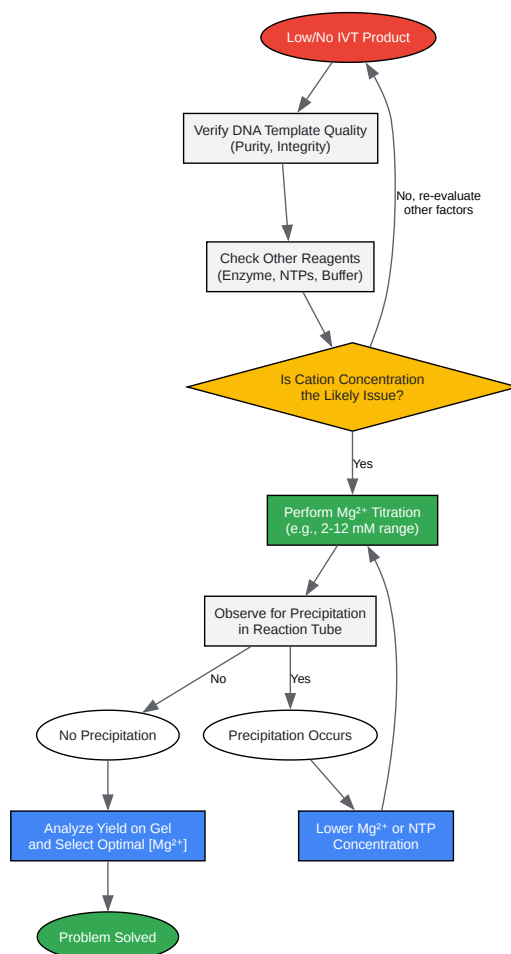 Low/No IVT Product
Verify DNA Template Quality
(Purity, Integrity)
No, re-evaluate
other factors
Check Other Reagents
(Enzyme, NTPs, Buffer)
Is Cation Concentration
the Likely Issue?
Yes
Perform Mg²⁺ Titration
(e.g., 2-12 mM range)
Observe for Precipitation
in Reaction Tube
No
Yes
No Precipitation
Precipitation Occurs
Analyze Yield on Gel
and Select Optimal [Mg²⁺]
Lower Mg²⁺ or NTP
Concentration
Problem Solved